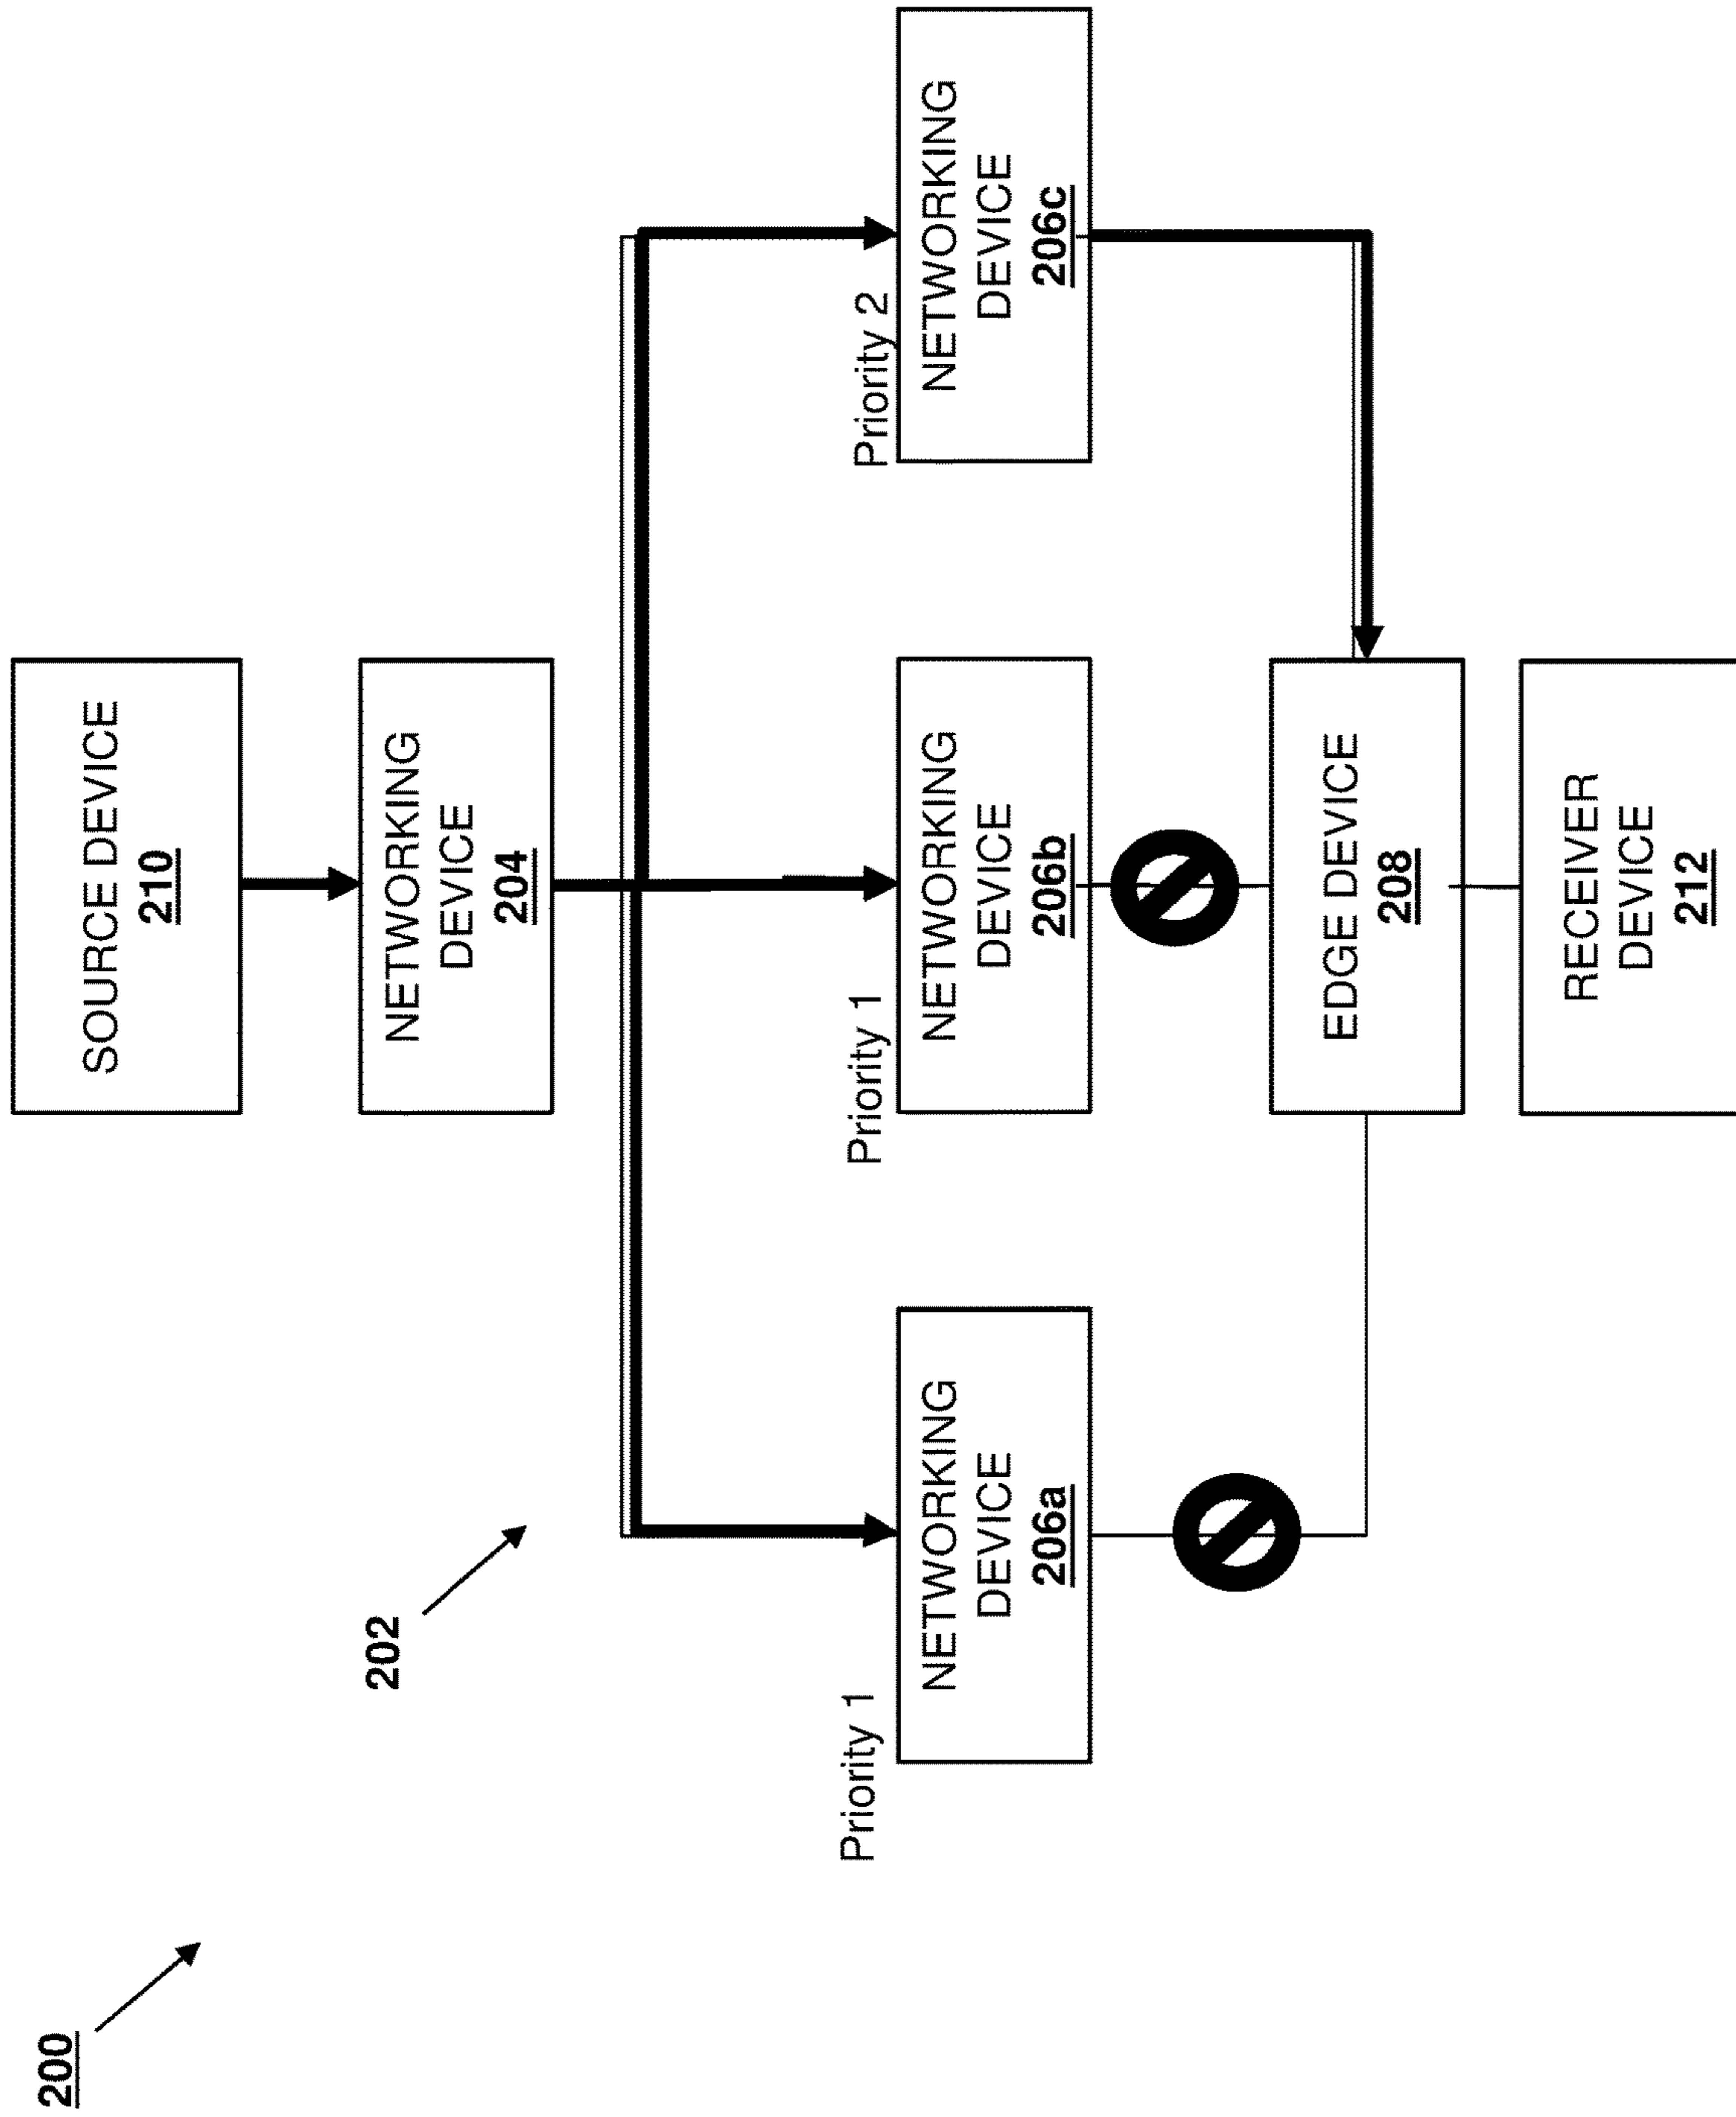 200
202
SOURCE DEVICE
210
NETWORKING
DEVICE
204
Priority 1
NETWORKING
DEVICE
206a
Priority 1
NETWORKING
DEVICE
206b
Priority 2
NETWORKING
DEVICE
206c
EDGE DEVICE
208
RECEIVER
DEVICE
212